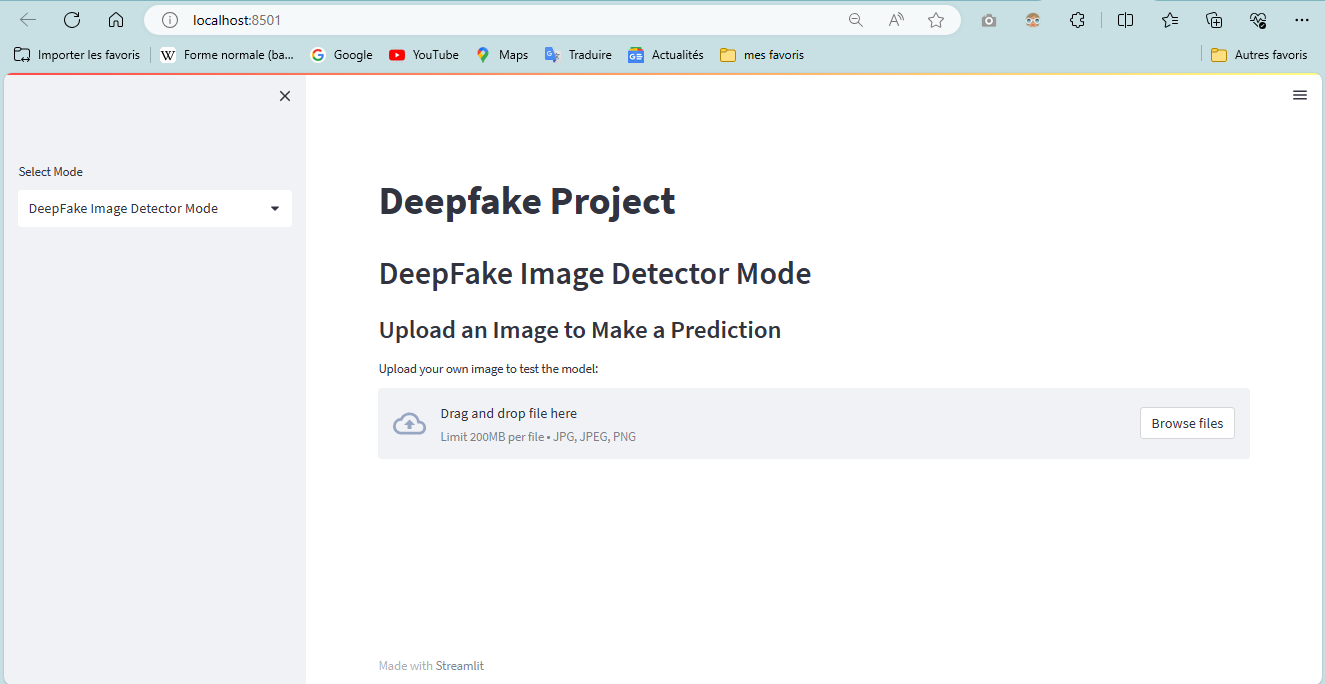 localhost:8501
Importer les favoris
Forme normale (ba...
Google
YouTube
Maps
Traduire
Actualités
mes favoris
Autres favoris
Select Mode
DeepFake Image Detector Mode
Deepfake Project
DeepFake Image Detector Mode
Upload an Image to Make a Prediction
Upload your own image to test the model:
Drag and drop file here
Limit 200MB per file • JPG, JPEG, PNG
Browse files
Made with Streamlit